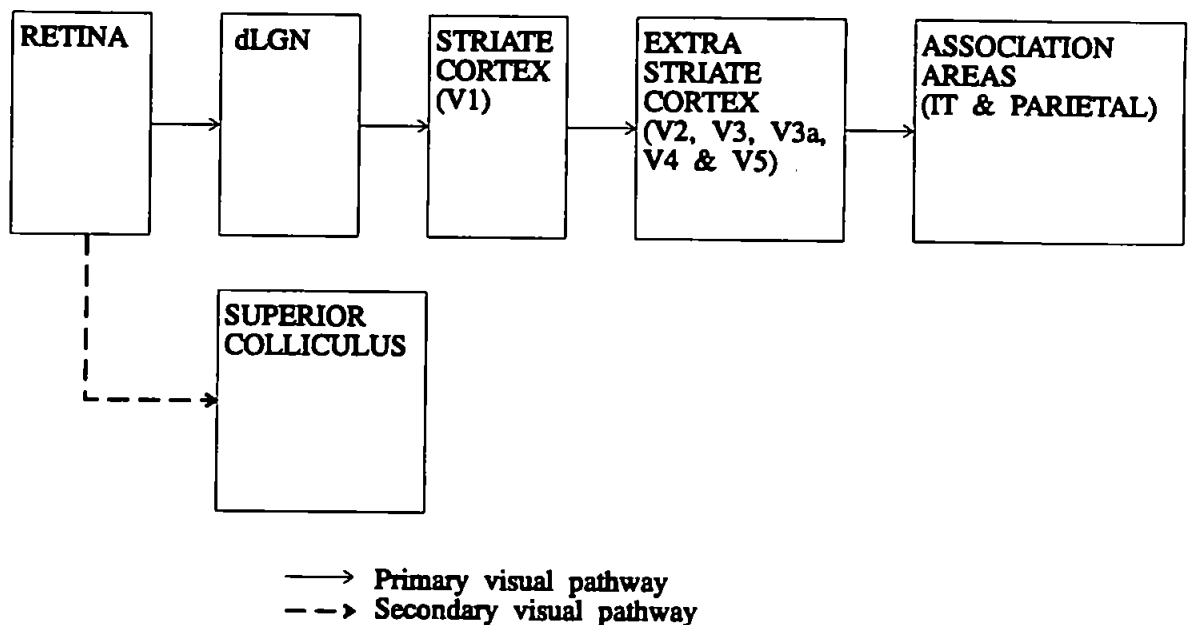 RETINA
dLGN
STRIATE
CORTEX
(V1)
EXTRA
STRIATE
CORTEX
(V2, V3, V3a,
V4 & V5)
ASSOCIATION
AREAS
(IT & PARIETAL)
SUPERIOR
COLLICULUS
Primary visual pathway
Secondary visual pathway